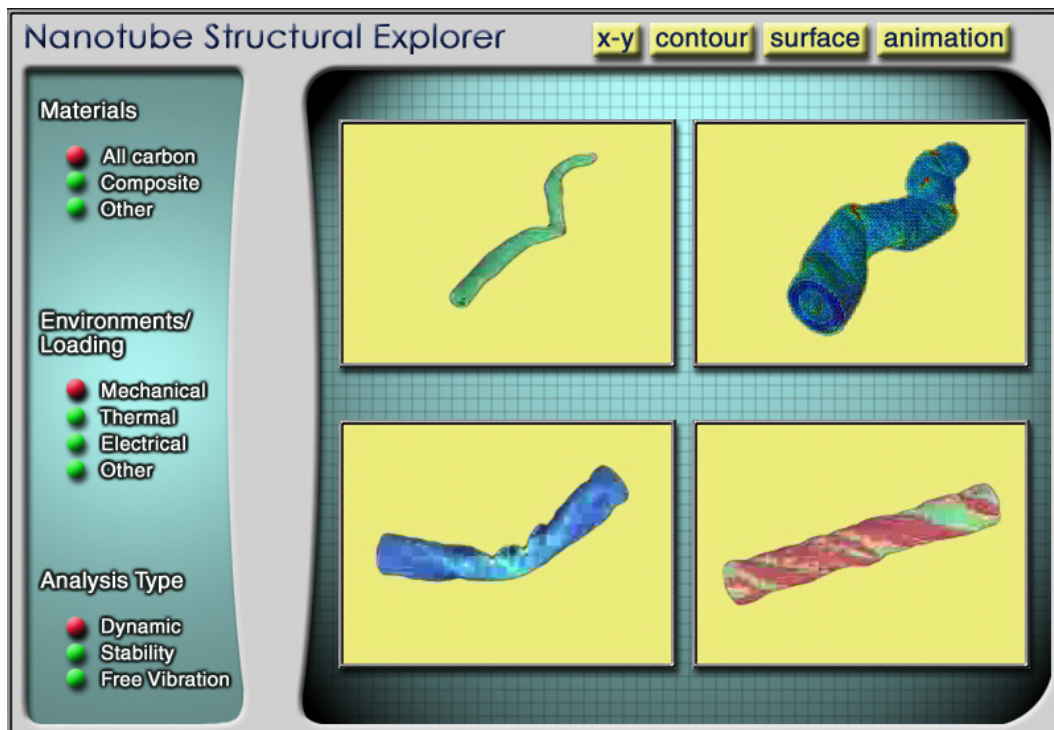 Nanotube Structural Explorer
x-y contour surface animation
Materials
All carbon
Composite
Other
Environments/
Loading
Mechanical
Thermal
Electrical
Other
Analysis Type
Dynamic
Stability
Free Vibration